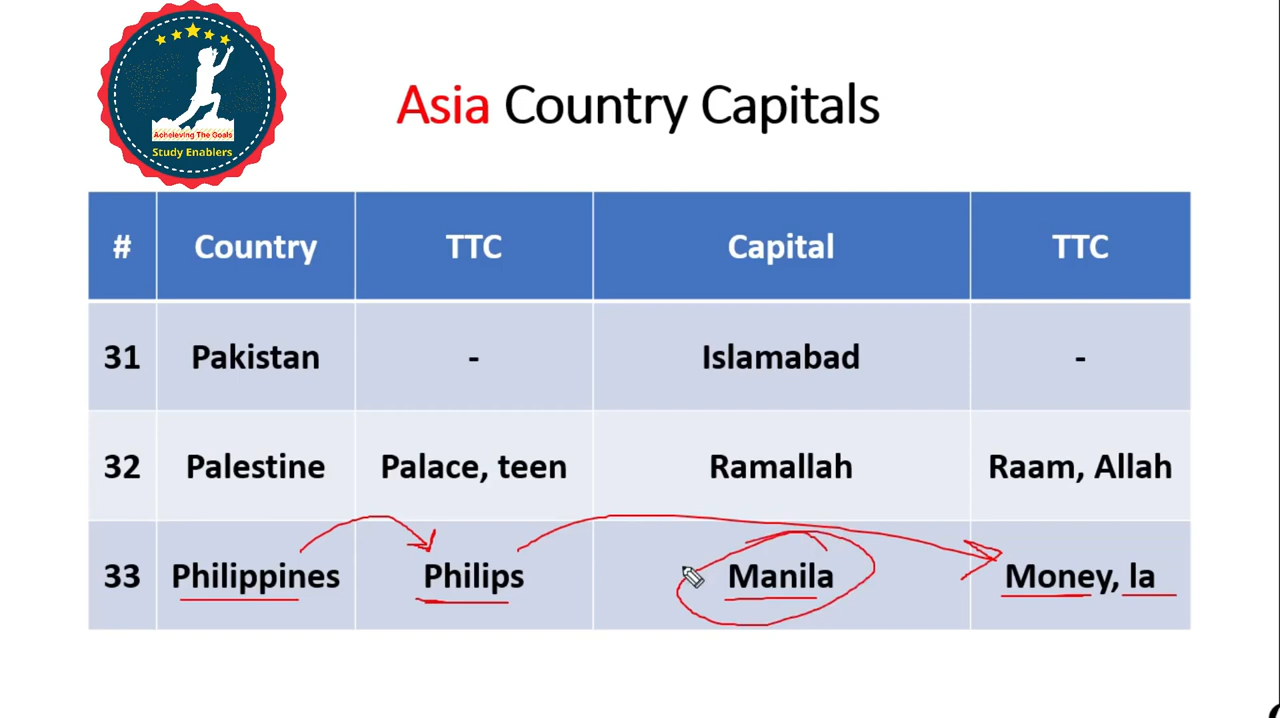 Acheleving The Goals
Study Enablers
Asia Country Capitals
# Country TTC Capital TTC
31 Pakistan - Islamabad -
32 Palestine Palace, teen Ramallah Raam, Allah
33 Philippines Philips Manila Money, la